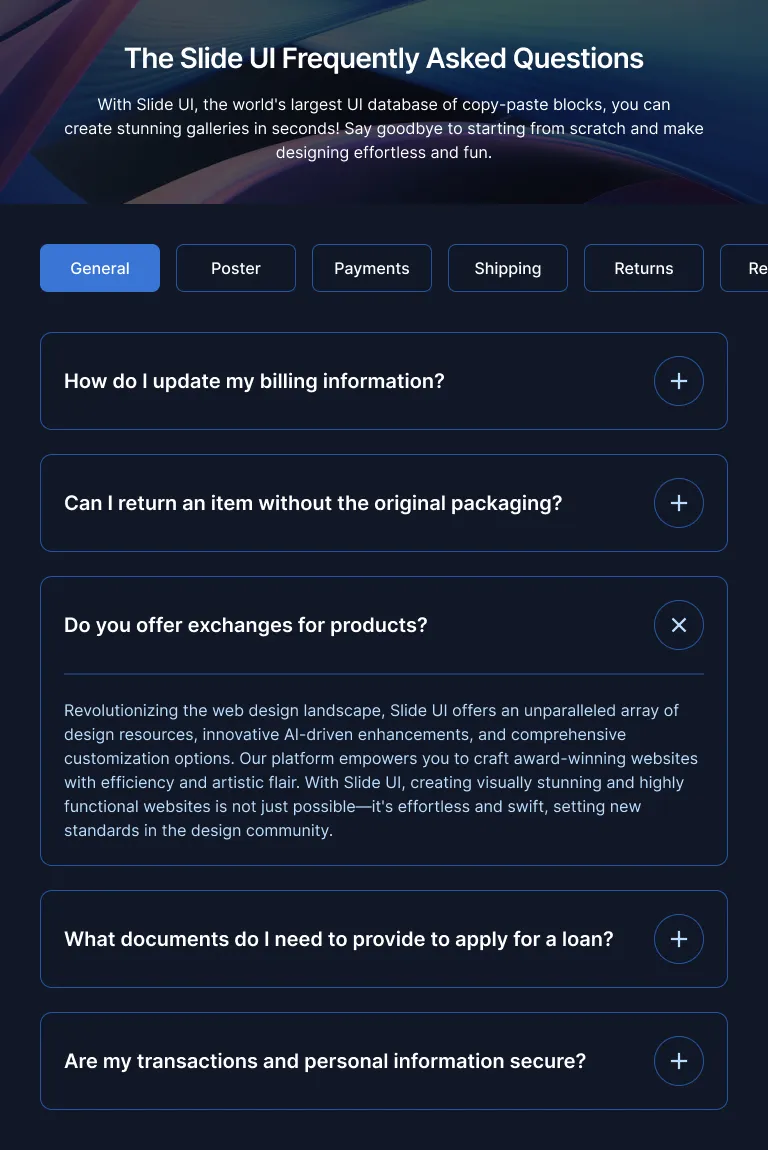 The Slide UI Frequently Asked Questions
With Slide UI, the world's largest UI database of copy-paste blocks, you can
create stunning galleries in seconds! Say goodbye to starting from scratch and make
designing effortless and fun.
General
Poster
Payments
Shipping
Returns
Re
How do I update my billing information?
Can I return an item without the original packaging?
Do you offer exchanges for products?
Revolutionizing the web design landscape, Slide UI offers an unparalleled array of
design resources, innovative AI-driven enhancements, and comprehensive
customization options. Our platform empowers you to craft award-winning websites
with efficiency and artistic flair. With Slide UI, creating visually stunning and highly
functional websites is not just possible—it's effortless and swift, setting new
standards in the design community.
What documents do I need to provide to apply for a loan?
Are my transactions and personal information secure?